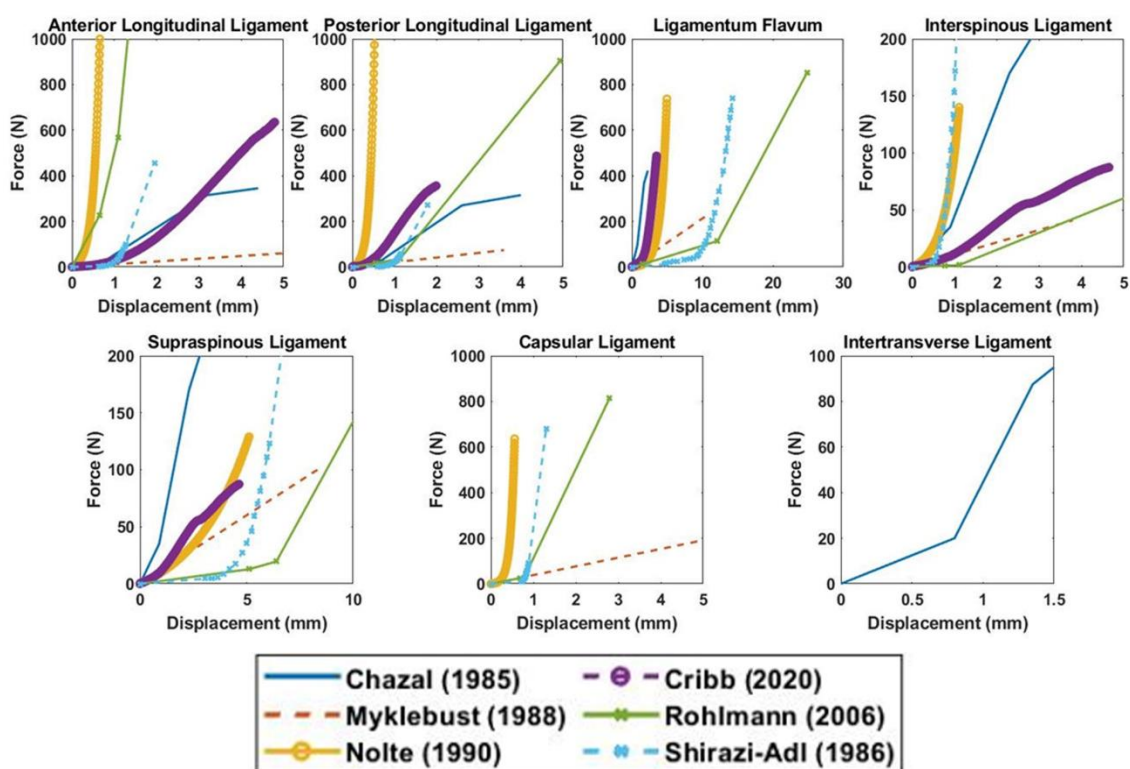 Anterior Longitudinal Ligament
Posterior Longitudinal Ligament
Ligamentum Flavum
Interspinous Ligament
Force (N)
1000
800
600
400
200
0
0 1 2 3 4 5
Displacement (mm)
Force (N)
1000
800
600
400
200
0
0 1 2 3 4 5
Displacement (mm)
Force (N)
1000
800
600
400
200
0
0 10 20 30
Displacement (mm)
Force (N)
200
150
100
50
0
0 1 2 3 4 5
Displacement (mm)
Supraspinous Ligament
Capsular Ligament
Intertransverse Ligament
Force (N)
200
150
100
50
0
0 5 10
Displacement (mm)
Force (N)
1000
800
600
400
200
0
0 1 2 3 4 5
Displacement (mm)
Force (N)
100
80
60
40
20
0
0 0.5 1 1.5
Displacement (mm)
Chazal (1985)
Myklebust (1988)
Nolte (1990)
Cribb (2020)
Rohlmann (2006)
Shirazi-Adl (1986)